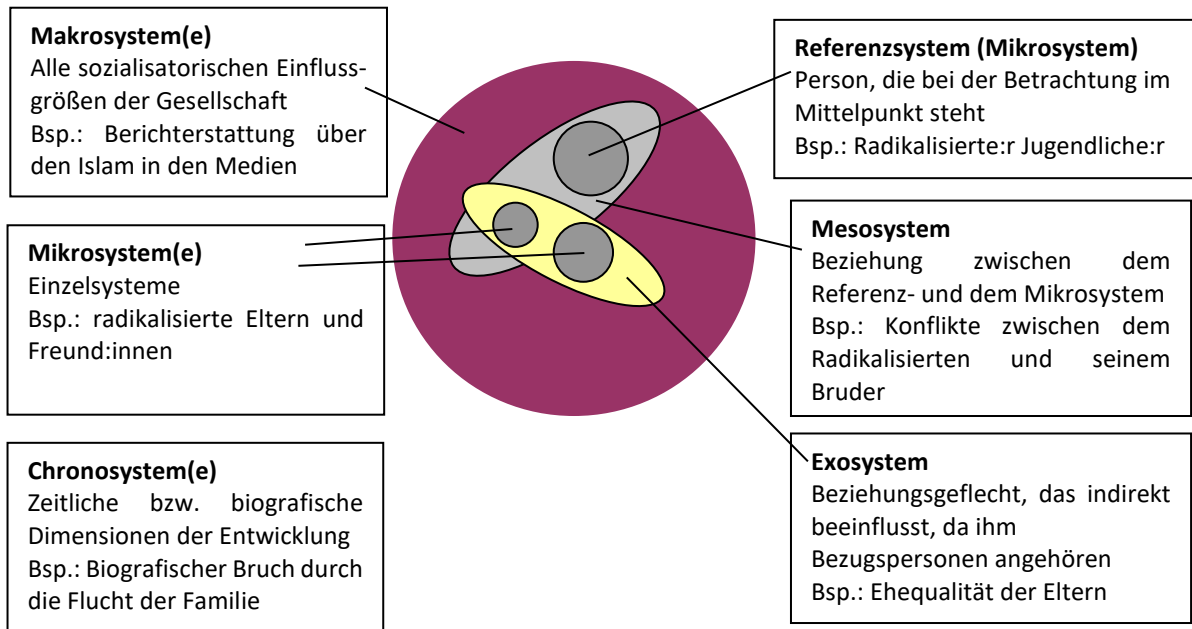 Makrosystem(e)
Alle sozialisatorischen Einfluss-
größen der Gesellschaft
Bsp.: Berichterstattung über
den Islam in den Medien
Mikrosystem(e)
Einzelsysteme
Bsp.: radikalisierte Eltern und
Freund:innen
Chronosystem(e)
Zeitliche bzw. biografische
Dimensionen der Entwicklung
Bsp.: Biografischer Bruch durch
die Flucht der Familie
Referenzsystem (Mikrosystem)
Person, die bei der Betrachtung im
Mittelpunkt steht
Bsp.: Radikalisierte:r Jugendliche:r
Mesosystem
Beziehung zwischen dem
Referenz- und dem Mikrosystem
Bsp.: Konflikte zwischen dem
Radikalisierten und seinem
Bruder
Exosystem
Beziehungsgeflecht, das indirekt
beeinflusst, da ihm
Bezugspersonen angehören
Bsp.: Ehequalität der Eltern